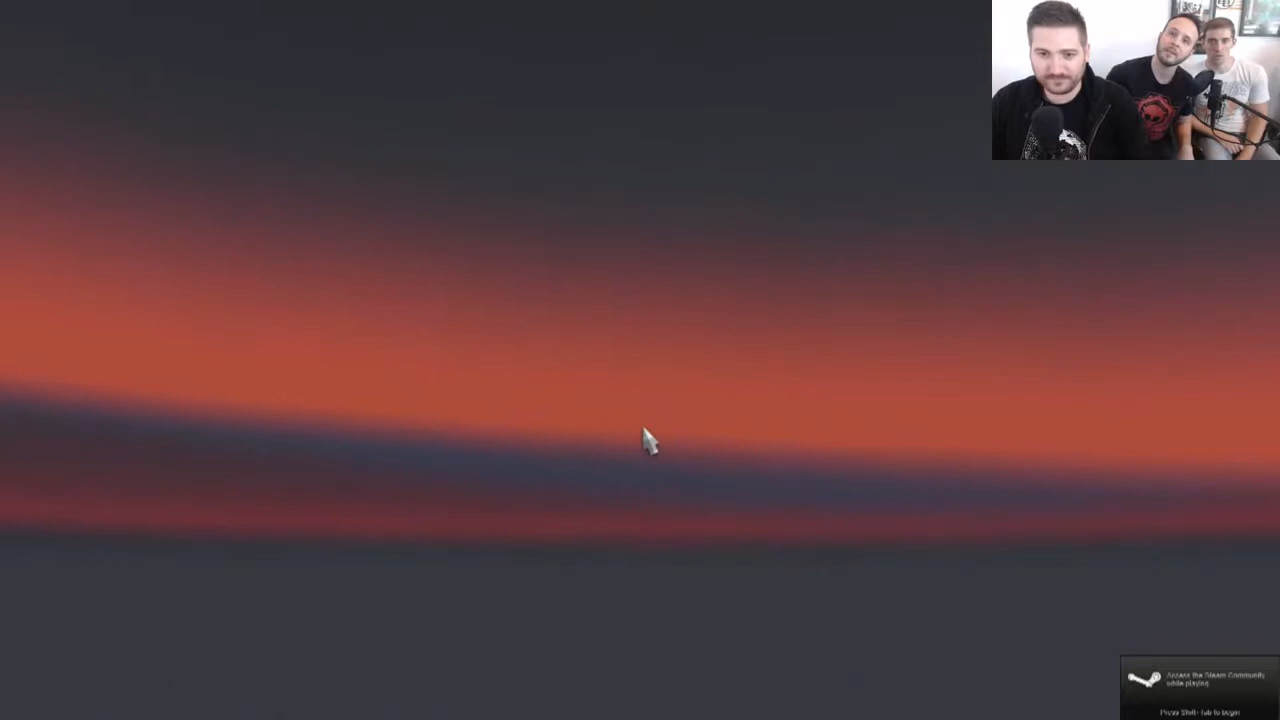 Access the Steam Community
while playing.
Press Shift+Tab to begin